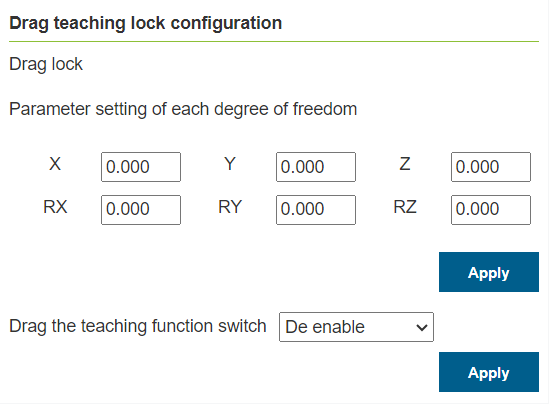 Drag teaching lock configuration
Drag lock
Parameter setting of each degree of freedom
X 0.000 Y 0.000 Z 0.000
RX 0.000 RY 0.000 RZ 0.000
Apply
Drag the teaching function switch De enable
Apply